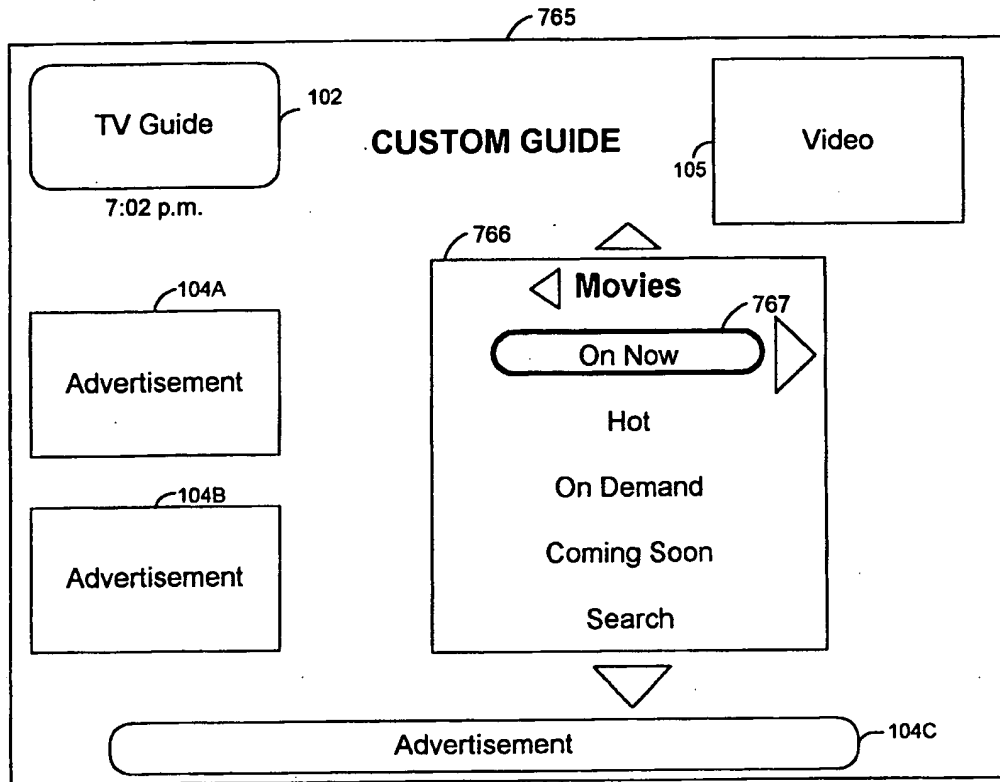 765
TV Guide
102
CUSTOM GUIDE
105
Video
7:02 p.m.
766
Movies
767
On Now
Hot
On Demand
Coming Soon
Search
104A
Advertisement
104B
Advertisement
Advertisement
104C